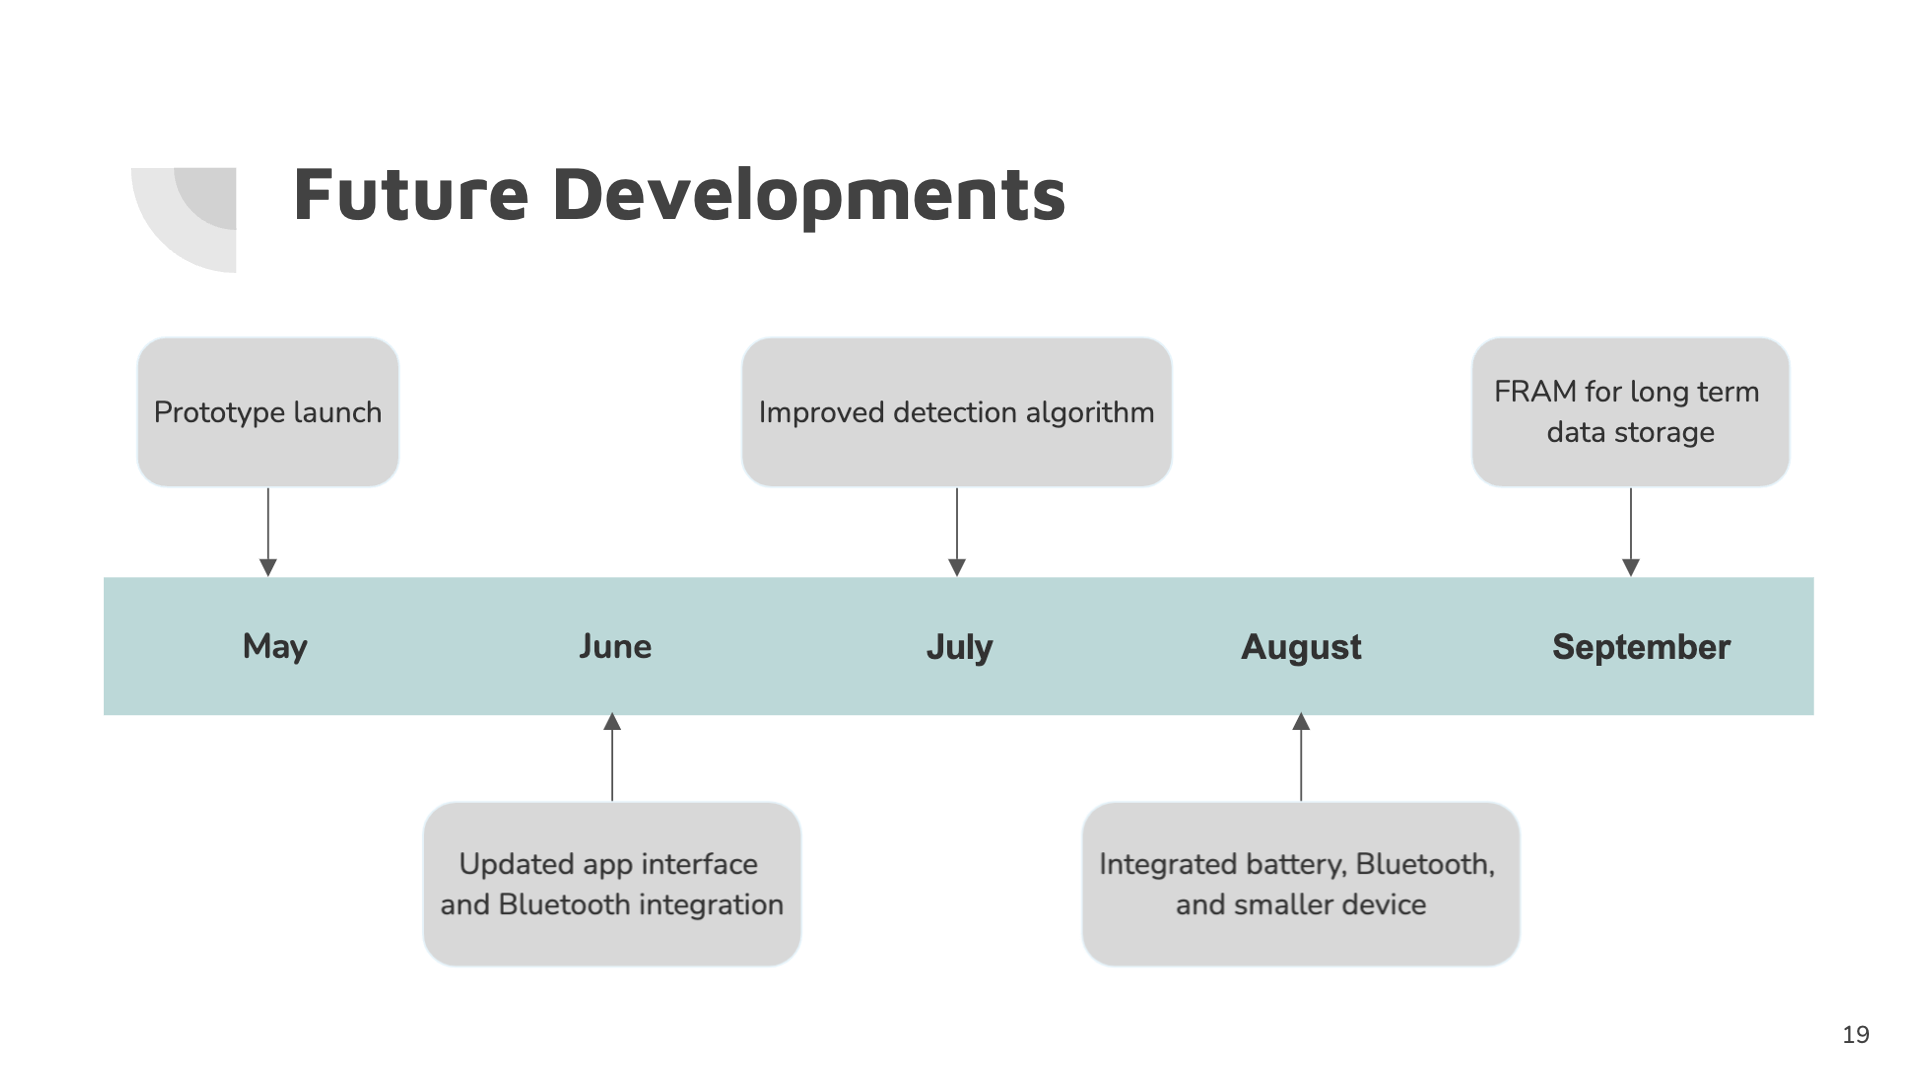 Future Developments
Prototype launch
Improved detection algorithm
FRAM for long term
data storage
May
June
July
August
September
Updated app interface
and Bluetooth integration
Integrated battery, Bluetooth,
and smaller device
19